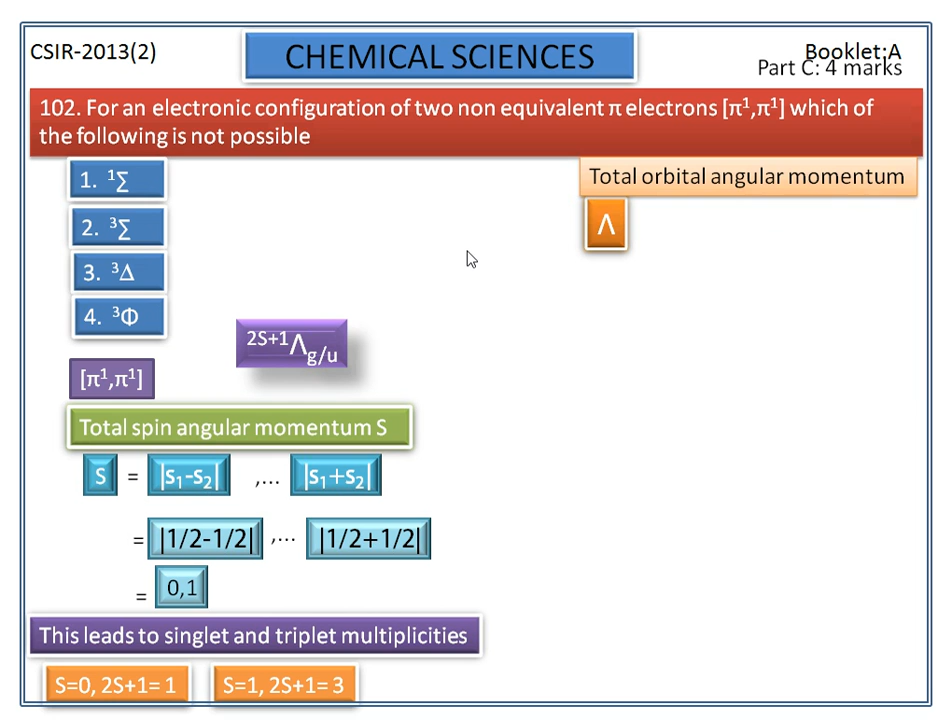 CSIR-2013(2)
CHEMICAL SCIENCES
Booklet:A
Part C: 4 marks
102. For an electronic configuration of two non equivalent π electrons [π¹,π¹] which of
the following is not possible
1. ¹∑
2. ³∑
3. ³Δ
4. ³Φ
Total orbital angular momentum
Λ
²ˢ⁺¹Λg/u
[π¹,π¹]
Total spin angular momentum S
S = |s₁-s₂| ,... |s₁+s₂|
= |1/2-1/2| ,... |1/2+1/2|
= 0,1
This leads to singlet and triplet multiplicities
S=0, 2S+1= 1 S=1, 2S+1= 3